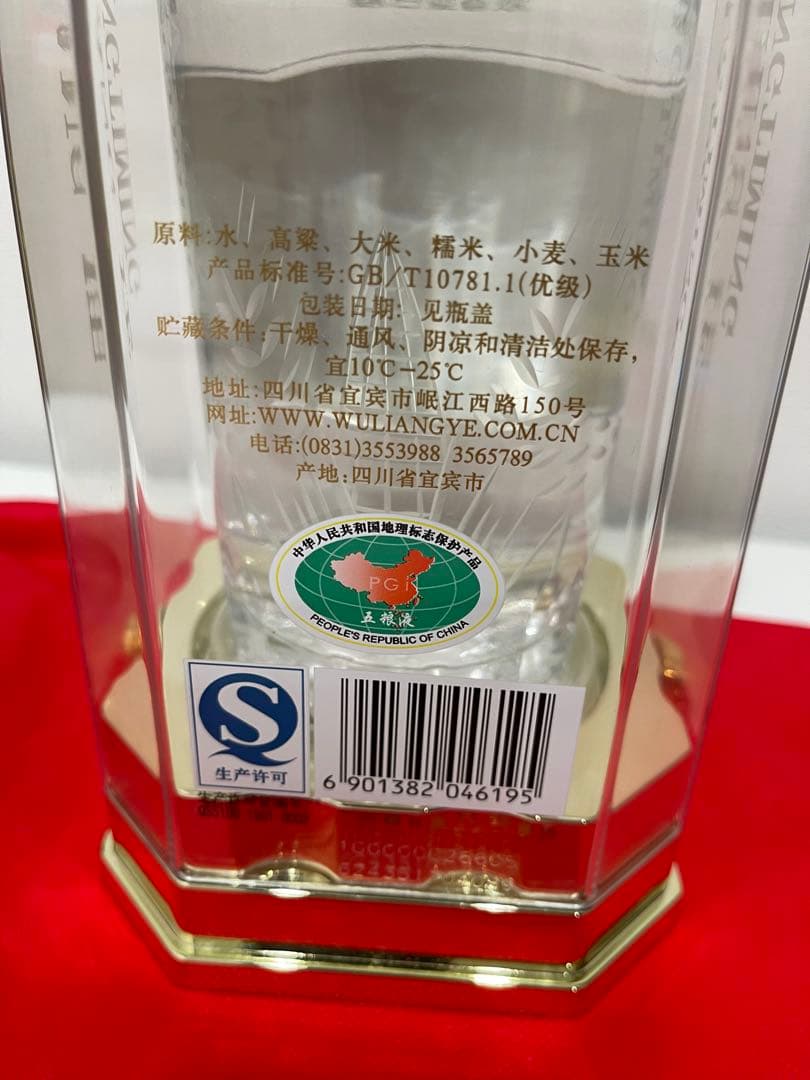 原料:水、高粱、大米、糯米、小麦、玉米
产品标准号:GB/T10781.1(优级)
包装日期: 见瓶盖
贮藏条件:干燥、通风、阴凉和清洁处保存,
宜10℃-25℃
地址:四川省宜宾市岷江西路150号
网址:WWW.WULIANGYE.COM.CN
电话:(0831)3553988 3565789
产地:四川省宜宾市
中华人民共和国地理标志保护产品
PGI
五粮液
PEOPLE'S REPUBLIC OF CHINA
生产许可
6 901382 046195